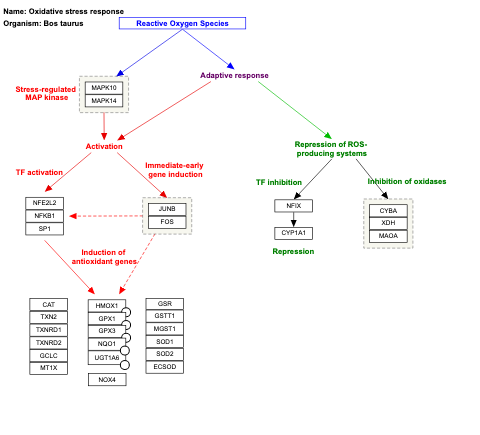 Name: Oxidative stress response
Organism: Bos taurus
Reactive Oxygen Species
Adaptive response
Stress-regulated
MAP kinase
MAPK10
MAPK14
Activation
Repression of ROS-
producing systems
TF activation
Immediate-early
gene induction
TF inhibition
Inhibition of oxidases
NFE2L2
NFKB1
SP1
JUNB
FOS
NFIX
CYP1A1
Repression
CYBA
XDH
MAOA
Induction of
antioxidant genes
CAT
TXN2
TXNRD1
TXNRD2
GCLC
MT1X
HMOX1
GPX1
GPX3
NQO1
UGT1A6
NOX4
GSR
GSTT1
MGST1
SOD1
SOD2
ECSOD